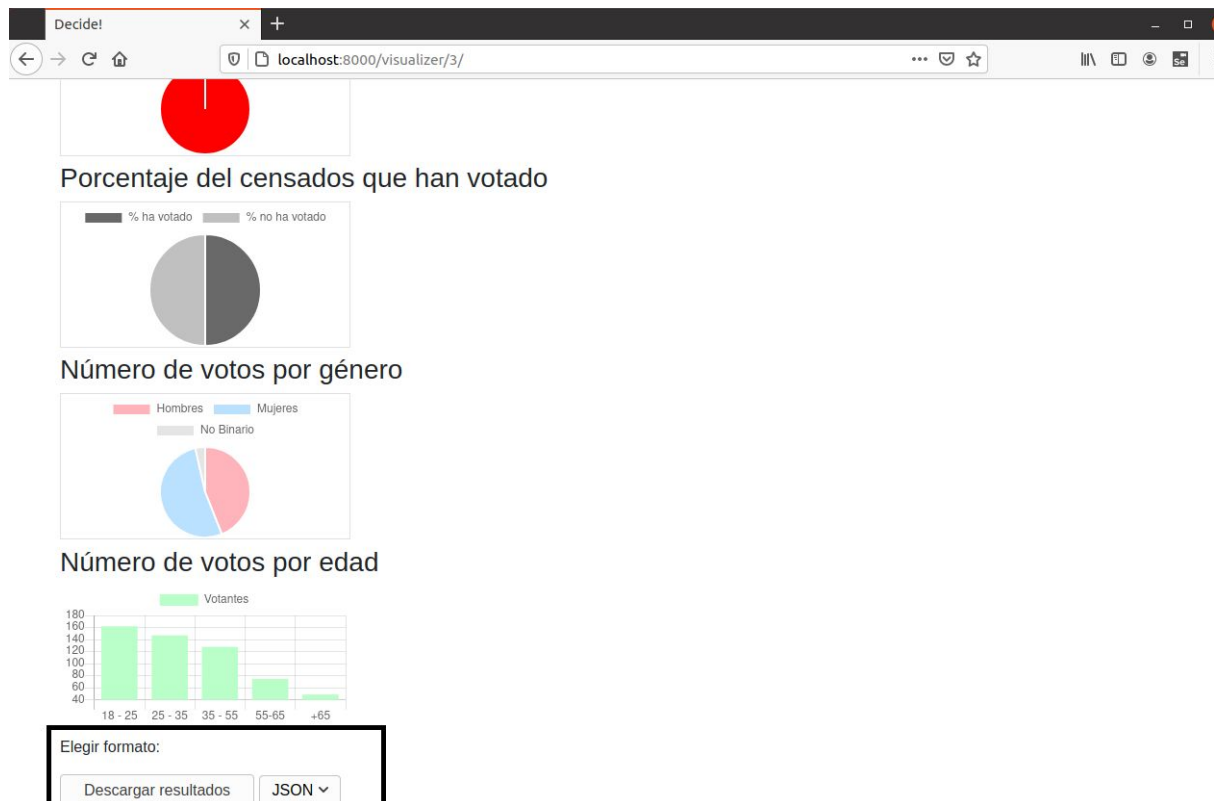 Decide!
localhost:8000/visualizer/3/
Se
Porcentaje del censados que han votado
% ha votado % no ha votado
Número de votos por género
Hombres Mujeres
No Binario
Número de votos por edad
Votantes
180
160
140
120
100
80
60
40
18 - 25 25 - 35 35 - 55 55-65 +65
Elegir formato:
Descargar resultados JSON